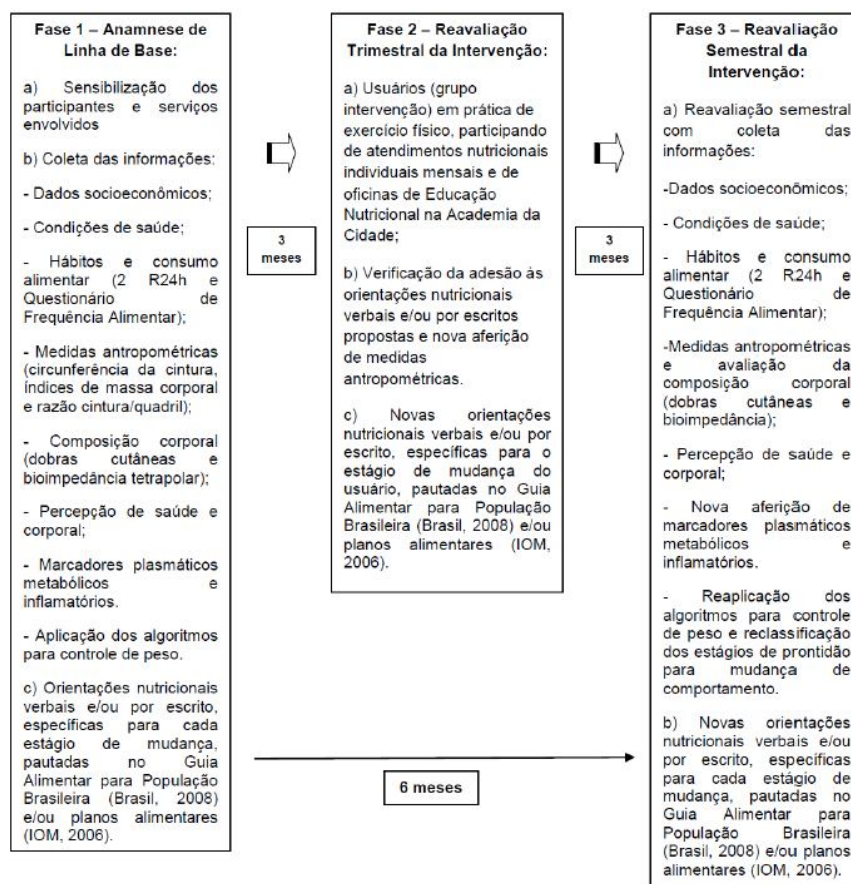 Fase 1 – Anamnese de
Linha de Base:
a) Sensibilização dos
participantes e serviços
envolvidos
b) Coleta das informações:
- Dados socioeconômicos;
- Condições de saúde;
- Hábitos e consumo
alimentar (2 R24h e
Questionário de
Frequência Alimentar);
- Medidas antropométricas
(circunferência da cintura,
índices de massa corporal
e razão cintura/quadril);
- Composição corporal
(dobras cutâneas e
bioimpedância tetrapolar);
- Percepção de saúde e
corporal;
- Marcadores plasmáticos
metabólicos e
inflamatórios.
- Aplicação dos algoritmos
para controle de peso.
c) Orientações nutricionais
verbais e/ou por escrito,
específicas para cada
estágio de mudança,
pautadas no Guia
Alimentar para População
Brasileira (Brasil, 2008)
e/ou planos alimentares
(IOM, 2006).
3
meses
Fase 2 – Reavaliação
Trimestral da Intervenção:
a) Usuários (grupo
intervenção) em prática de
exercício físico, participando
de atendimentos nutricionais
individuais mensais e de
oficinas de Educação
Nutricional na Academia da
Cidade;
b) Verificação da adesão às
orientações nutricionais
verbais e/ou por escritos
propostas e nova aferição
de medidas
antropométricas.
c) Novas orientações
nutricionais verbais e/ou por
escrito, específicas para o
estágio de mudança do
usuário, pautadas no Guia
Alimentar para População
Brasileira (Brasil, 2008) e/ou
planos alimentares (IOM,
2006).
3
meses
6 meses
Fase 3 – Reavaliação
Semestral da
Intervenção:
a) Reavaliação semestral
com coleta das
informações:
-Dados socioeconômicos;
- Condições de saúde;
- Hábitos e consumo
alimentar (2 R24h e
Questionário de
Frequência Alimentar);
-Medidas antropométricas
e avaliação da
composição corporal
(dobras cutâneas e
bioimpedância);
- Percepção de saúde e
corporal;
- Nova aferição de
marcadores plasmáticos
metabólicos e
inflamatórios.
- Reaplicação dos
algoritmos para controle
de peso e reclassificação
dos estágios de prontidão
para mudança de
comportamento.
b) Novas orientações
nutricionais verbais e/ou
por escrito, específicas
para cada estágio de
mudança, pautadas no
Guia Alimentar para
População Brasileira
(Brasil, 2008) e/ou planos
alimentares (IOM, 2006).